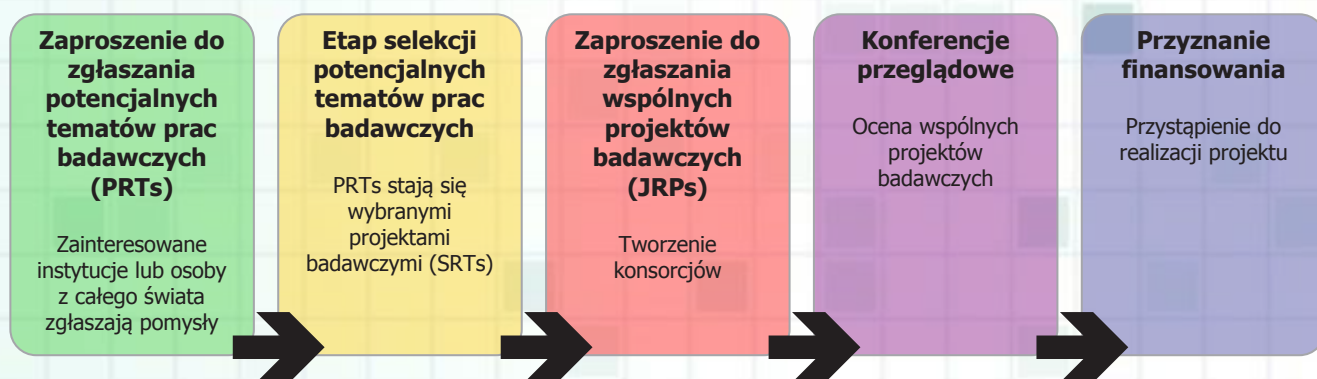 Zaproszenie do
zgłaszania
potencjalnych
tematów prac
badawczych
(PRTs)
Zainteresowane
instytucje lub osoby
z całego świata
zgłaszają pomysły
Etap selekcji
potencjalnych
tematów prac
badawczych
PRTs stają się
wybranymi
projektami
badawczymi (SRTs)
Zaproszenie do
zgłaszania
wspólnych
projektów
badawczych
(JRPs)
Tworzenie
konsorcjów
Konferencje
przeglądowe
Ocena wspólnych
projektów
badawczych
Przyznanie
finansowania
Przystąpienie do
realizacji projektu